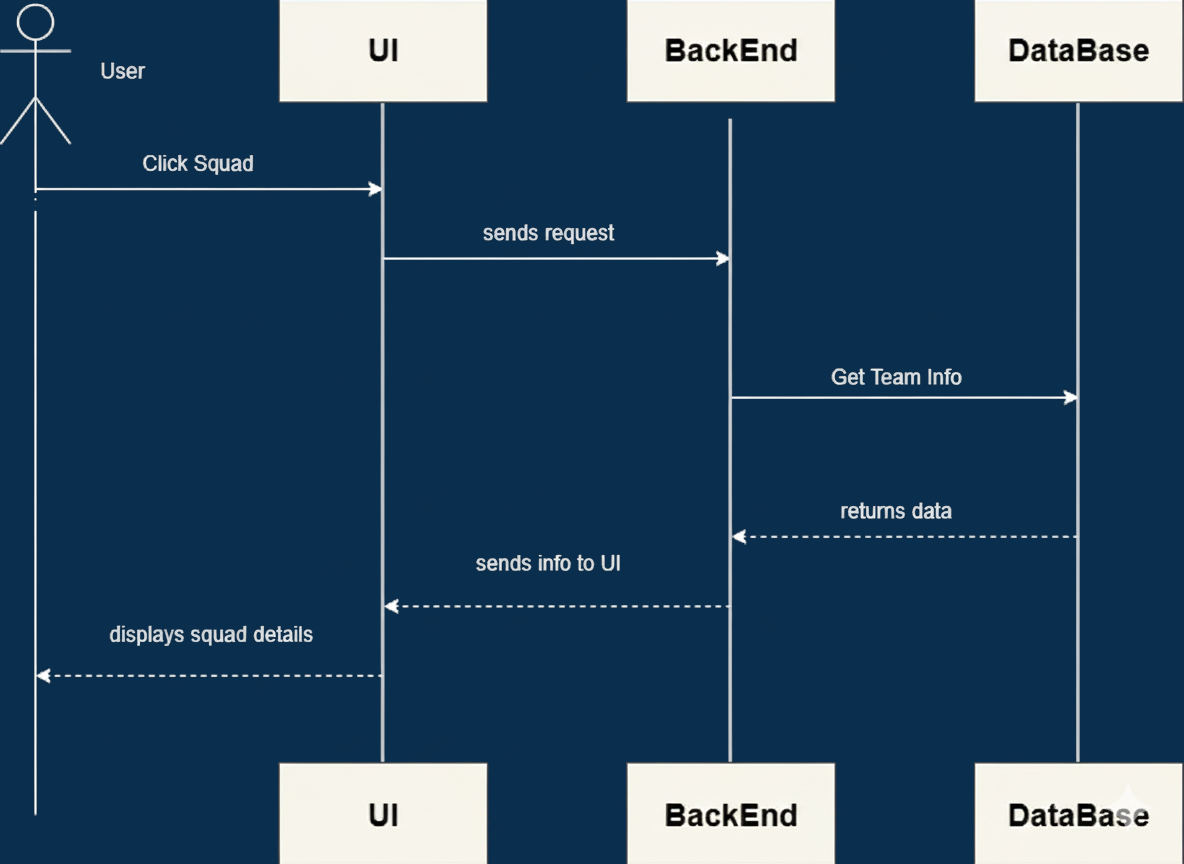 UI
BackEnd
DataBase
User
Click Squad
sends request
Get Team Info
returns data
sends info to UI
displays squad details
UI
BackEnd
DataBase